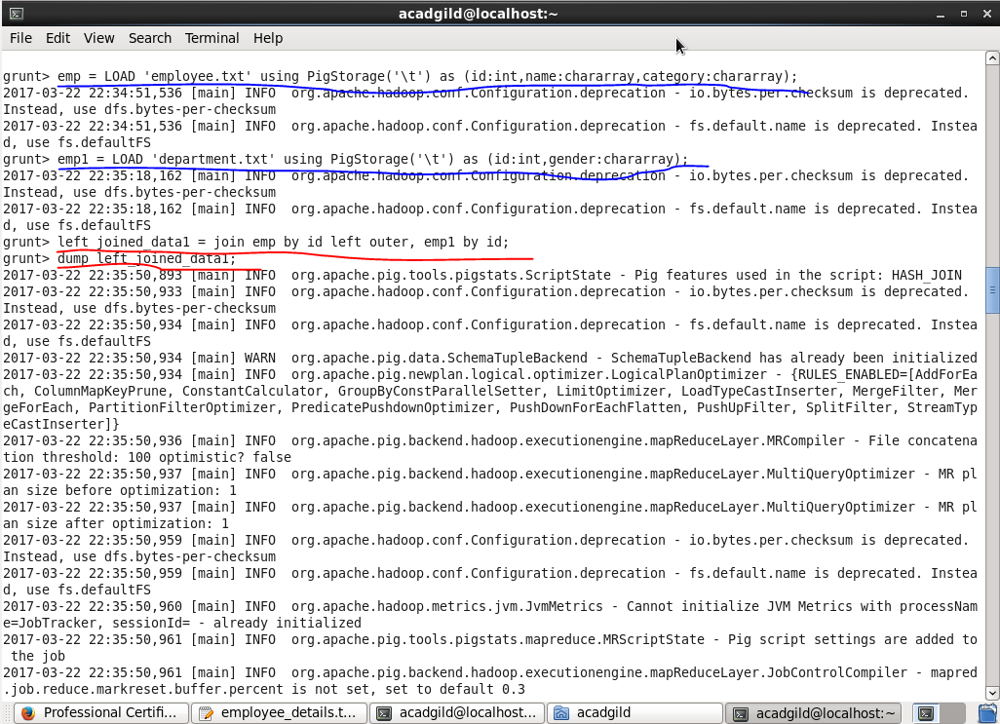 acadgild@localhost:~
File Edit View Search Terminal Help
grunt> emp = LOAD 'employee.txt' using PigStorage('\t') as (id:int,name:chararray,category:chararray);
2017-03-22 22:34:51,536 [main] INFO  org.apache.hadoop.conf.Configuration.deprecation - io.bytes.per.checksum is deprecated.
Instead, use dfs.bytes-per-checksum
2017-03-22 22:34:51,536 [main] INFO  org.apache.hadoop.conf.Configuration.deprecation - fs.default.name is deprecated. Instea
d, use fs.defaultFS
grunt> emp1 = LOAD 'department.txt' using PigStorage('\t') as (id:int,gender:chararray);
2017-03-22 22:35:18,162 [main] INFO  org.apache.hadoop.conf.Configuration.deprecation - io.bytes.per.checksum is deprecated.
Instead, use dfs.bytes-per-checksum
2017-03-22 22:35:18,162 [main] INFO  org.apache.hadoop.conf.Configuration.deprecation - fs.default.name is deprecated. Instea
d, use fs.defaultFS
grunt> left_joined_data1 = join emp by id left outer, emp1 by id;
grunt> dump left_joined_data1;
2017-03-22 22:35:50,893 [main] INFO  org.apache.pig.tools.pigstats.ScriptState - Pig features used in the script: HASH_JOIN
2017-03-22 22:35:50,933 [main] INFO  org.apache.hadoop.conf.Configuration.deprecation - io.bytes.per.checksum is deprecated.
Instead, use dfs.bytes-per-checksum
2017-03-22 22:35:50,934 [main] INFO  org.apache.hadoop.conf.Configuration.deprecation - fs.default.name is deprecated. Instea
d, use fs.defaultFS
2017-03-22 22:35:50,934 [main] WARN  org.apache.pig.data.SchemaTupleBackend - SchemaTupleBackend has already been initialized
2017-03-22 22:35:50,934 [main] INFO  org.apache.pig.newplan.logical.optimizer.LogicalPlanOptimizer - {RULES_ENABLED=[AddForEa
ch, ColumnMapKeyPrune, ConstantCalculator, GroupByConstParallelSetter, LimitOptimizer, LoadTypeCastInserter, MergeFilter, Mer
geForEach, PartitionFilterOptimizer, PredicatePushdownOptimizer, PushDownForEachFlatten, PushUpFilter, SplitFilter, StreamTyp
eCastInserter]}
2017-03-22 22:35:50,936 [main] INFO  org.apache.pig.backend.hadoop.executionengine.mapReduceLayer.MRCompiler - File concatena
tion threshold: 100 optimistic? false
2017-03-22 22:35:50,937 [main] INFO  org.apache.pig.backend.hadoop.executionengine.mapReduceLayer.MultiQueryOptimizer - MR pl
an size before optimization: 1
2017-03-22 22:35:50,937 [main] INFO  org.apache.pig.backend.hadoop.executionengine.mapReduceLayer.MultiQueryOptimizer - MR pl
an size after optimization: 1
2017-03-22 22:35:50,959 [main] INFO  org.apache.hadoop.conf.Configuration.deprecation - io.bytes.per.checksum is deprecated.
Instead, use dfs.bytes-per-checksum
2017-03-22 22:35:50,959 [main] INFO  org.apache.hadoop.conf.Configuration.deprecation - fs.default.name is deprecated. Instea
d, use fs.defaultFS
2017-03-22 22:35:50,960 [main] INFO  org.apache.hadoop.metrics.jvm.JvmMetrics - Cannot initialize JVM Metrics with processNam
e=JobTracker, sessionId= - already initialized
2017-03-22 22:35:50,961 [main] INFO  org.apache.pig.tools.pigstats.mapreduce.MRScriptState - Pig script settings are added to
 the job
2017-03-22 22:35:50,961 [main] INFO  org.apache.pig.backend.hadoop.executionengine.mapReduceLayer.JobControlCompiler - mapred
.job.reduce.markreset.buffer.percent is not set, set to default 0.3
Professional Certifi... employee_details.t... acadgild@localhost:... acadgild acadgild@localhost:~